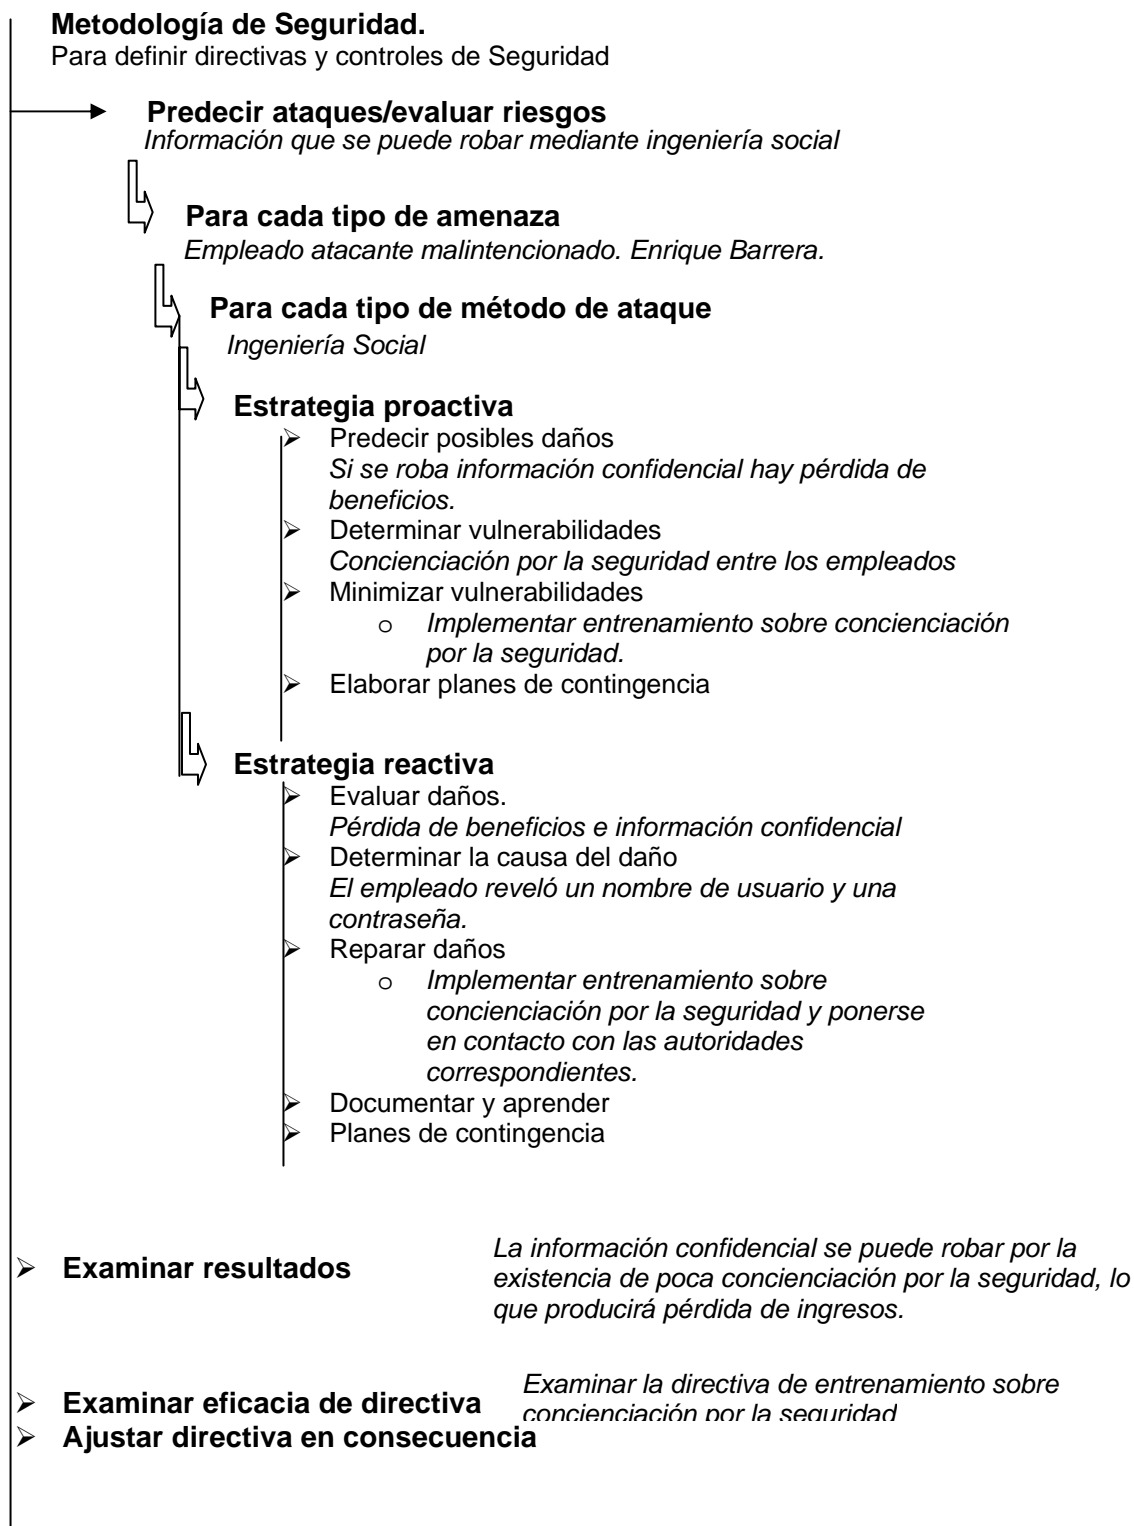 Metodología de Seguridad.
Para definir directivas y controles de Seguridad
Predecir ataques/evaluar riesgos
Información que se puede robar mediante ingeniería social
Para cada tipo de amenaza
Empleado atacante malintencionado. Enrique Barrera.
Para cada tipo de método de ataque
Ingeniería Social
Estrategia proactiva
➢ Predecir posibles daños
Si se roba información confidencial hay pérdida de
beneficios.
➢ Determinar vulnerabilidades
Concienciación por la seguridad entre los empleados
➢ Minimizar vulnerabilidades
o Implementar entrenamiento sobre concienciación
por la seguridad.
➢ Elaborar planes de contingencia
Estrategia reactiva
➢ Evaluar daños.
Pérdida de beneficios e información confidencial
➢ Determinar la causa del daño
El empleado reveló un nombre de usuario y una
contraseña.
➢ Reparar daños
o Implementar entrenamiento sobre
concienciación por la seguridad y ponerse
en contacto con las autoridades
correspondientes.
➢ Documentar y aprender
➢ Planes de contingencia
➢ Examinar resultados
La información confidencial se puede robar por la
existencia de poca concienciación por la seguridad, lo
que producirá pérdida de ingresos.
➢ Examinar eficacia de directiva
Examinar la directiva de entrenamiento sobre
concienciación por la seguridad
➢ Ajustar directiva en consecuencia